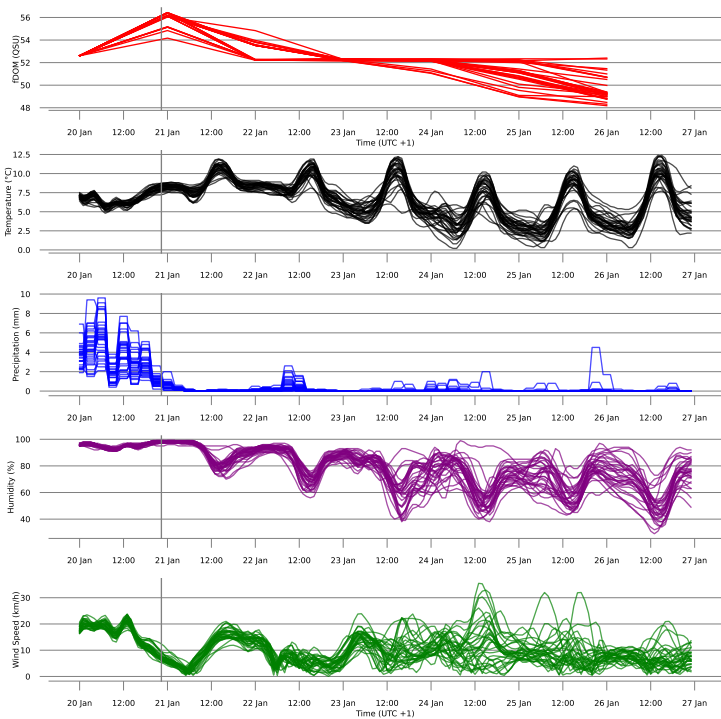 fDOM (QSU)
56
54
52
50
48
20 Jan 12:00 21 Jan 12:00 22 Jan 12:00 23 Jan 12:00 24 Jan 12:00 25 Jan 12:00 26 Jan 12:00 27 Jan
Time (UTC +1)
Temperature (°C)
12.5
10.0
7.5
5.0
2.5
0.0
20 Jan 12:00 21 Jan 12:00 22 Jan 12:00 23 Jan 12:00 24 Jan 12:00 25 Jan 12:00 26 Jan 12:00 27 Jan
Precipitation (mm)
10
8
6
4
2
0
20 Jan 12:00 21 Jan 12:00 22 Jan 12:00 23 Jan 12:00 24 Jan 12:00 25 Jan 12:00 26 Jan 12:00 27 Jan
Humidity (%)
100
80
60
40
20 Jan 12:00 21 Jan 12:00 22 Jan 12:00 23 Jan 12:00 24 Jan 12:00 25 Jan 12:00 26 Jan 12:00 27 Jan
Wind Speed (km/h)
30
20
10
0
20 Jan 12:00 21 Jan 12:00 22 Jan 12:00 23 Jan 12:00 24 Jan 12:00 25 Jan 12:00 26 Jan 12:00 27 Jan
Time (UTC +1)